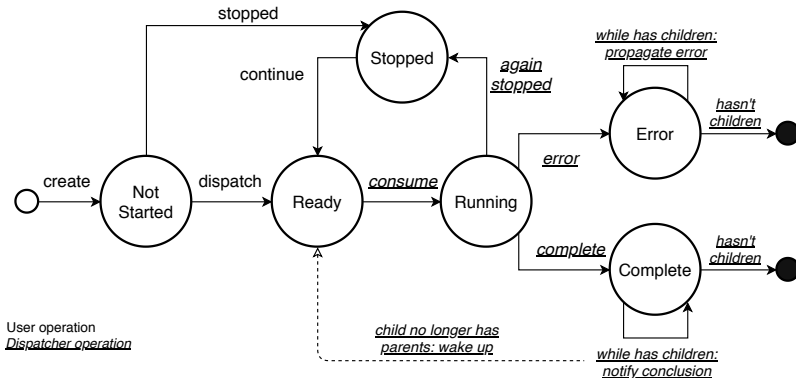 stopped
Stopped
continue
again
stopped
while has children:
propagate error
Error
hasn't
children
error
create
Not
Started
dispatch
Ready
consume
Running
complete
Complete
hasn't
children
User operation
Dispatcher operation
child no longer has
parents: wake up
while has children:
notify conclusion